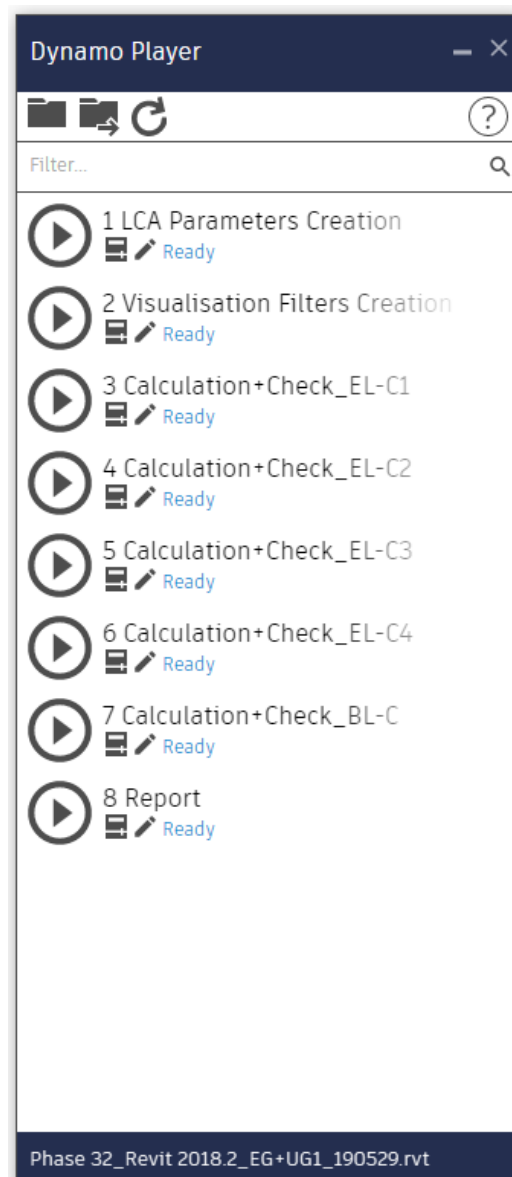 Dynamo Player
?
Filter...
1 LCA Parameters Creation
Ready
2 Visualisation Filters Creation
Ready
3 Calculation+Check_EL-C1
Ready
4 Calculation+Check_EL-C2
Ready
5 Calculation+Check_EL-C3
Ready
6 Calculation+Check_EL-C4
Ready
7 Calculation+Check_BL-C
Ready
8 Report
Ready
Phase 32_Revit 2018.2_EG+UG1_190529.rvt